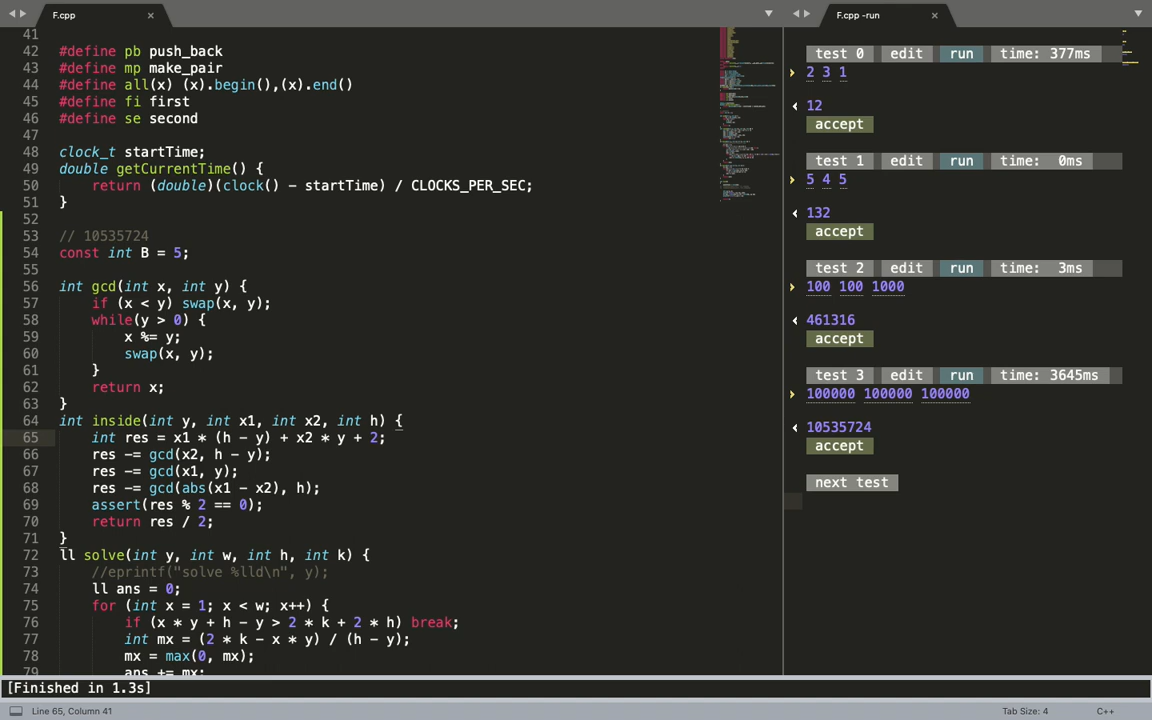 F.cpp ×
41
42 #define pb push_back
43 #define mp make_pair
44 #define all(x) (x).begin(),(x).end()
45 #define fi first
46 #define se second
47
48 clock_t startTime;
49 double getCurrentTime() {
50     return (double)(clock() - startTime) / CLOCKS_PER_SEC;
51 }
52
53 // 10535724
54 const int B = 5;
55
56 int gcd(int x, int y) {
57     if (x < y) swap(x, y);
58     while(y > 0) {
59         x %= y;
60         swap(x, y);
61     }
62     return x;
63 }
64 int inside(int y, int x1, int x2, int h) {
65     int res = x1 * (h - y) + x2 * y + 2;
66     res -= gcd(x2, h - y);
67     res -= gcd(x1, y);
68     res -= gcd(abs(x1 - x2), h);
69     assert(res % 2 == 0);
70     return res / 2;
71 }
72 ll solve(int y, int w, int h, int k) {
73     //eprintf("solve %lld\n", y);
74     ll ans = 0;
75     for (int x = 1; x < w; x++) {
76         if (x * y + h - y > 2 * k + 2 * h) break;
77         int mx = (2 * k - x * y) / (h - y);
78         mx = max(0, mx);
79         ans += mx;
F.cpp -run ×
test 0 edit run time: 377ms
2 3 1
12
accept
test 1 edit run time: 0ms
5 4 5
132
accept
test 2 edit run time: 3ms
100 100 1000
461316
accept
test 3 edit run time: 3645ms
100000 100000 100000
10535724
accept
next test
[Finished in 1.3s]
Line 65, Column 41 Tab Size: 4 C++